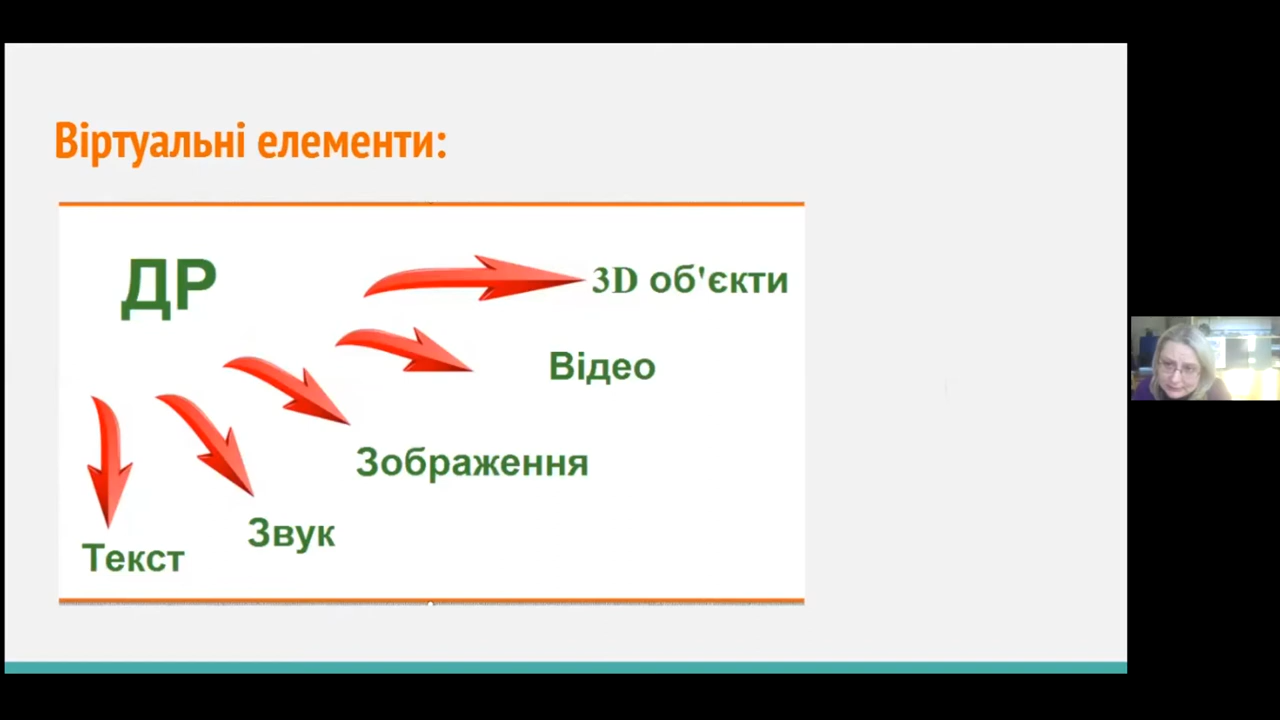 Віртуальні елементи:
ДР
3D об'єкти
Відео
Зображення
Звук
Текст